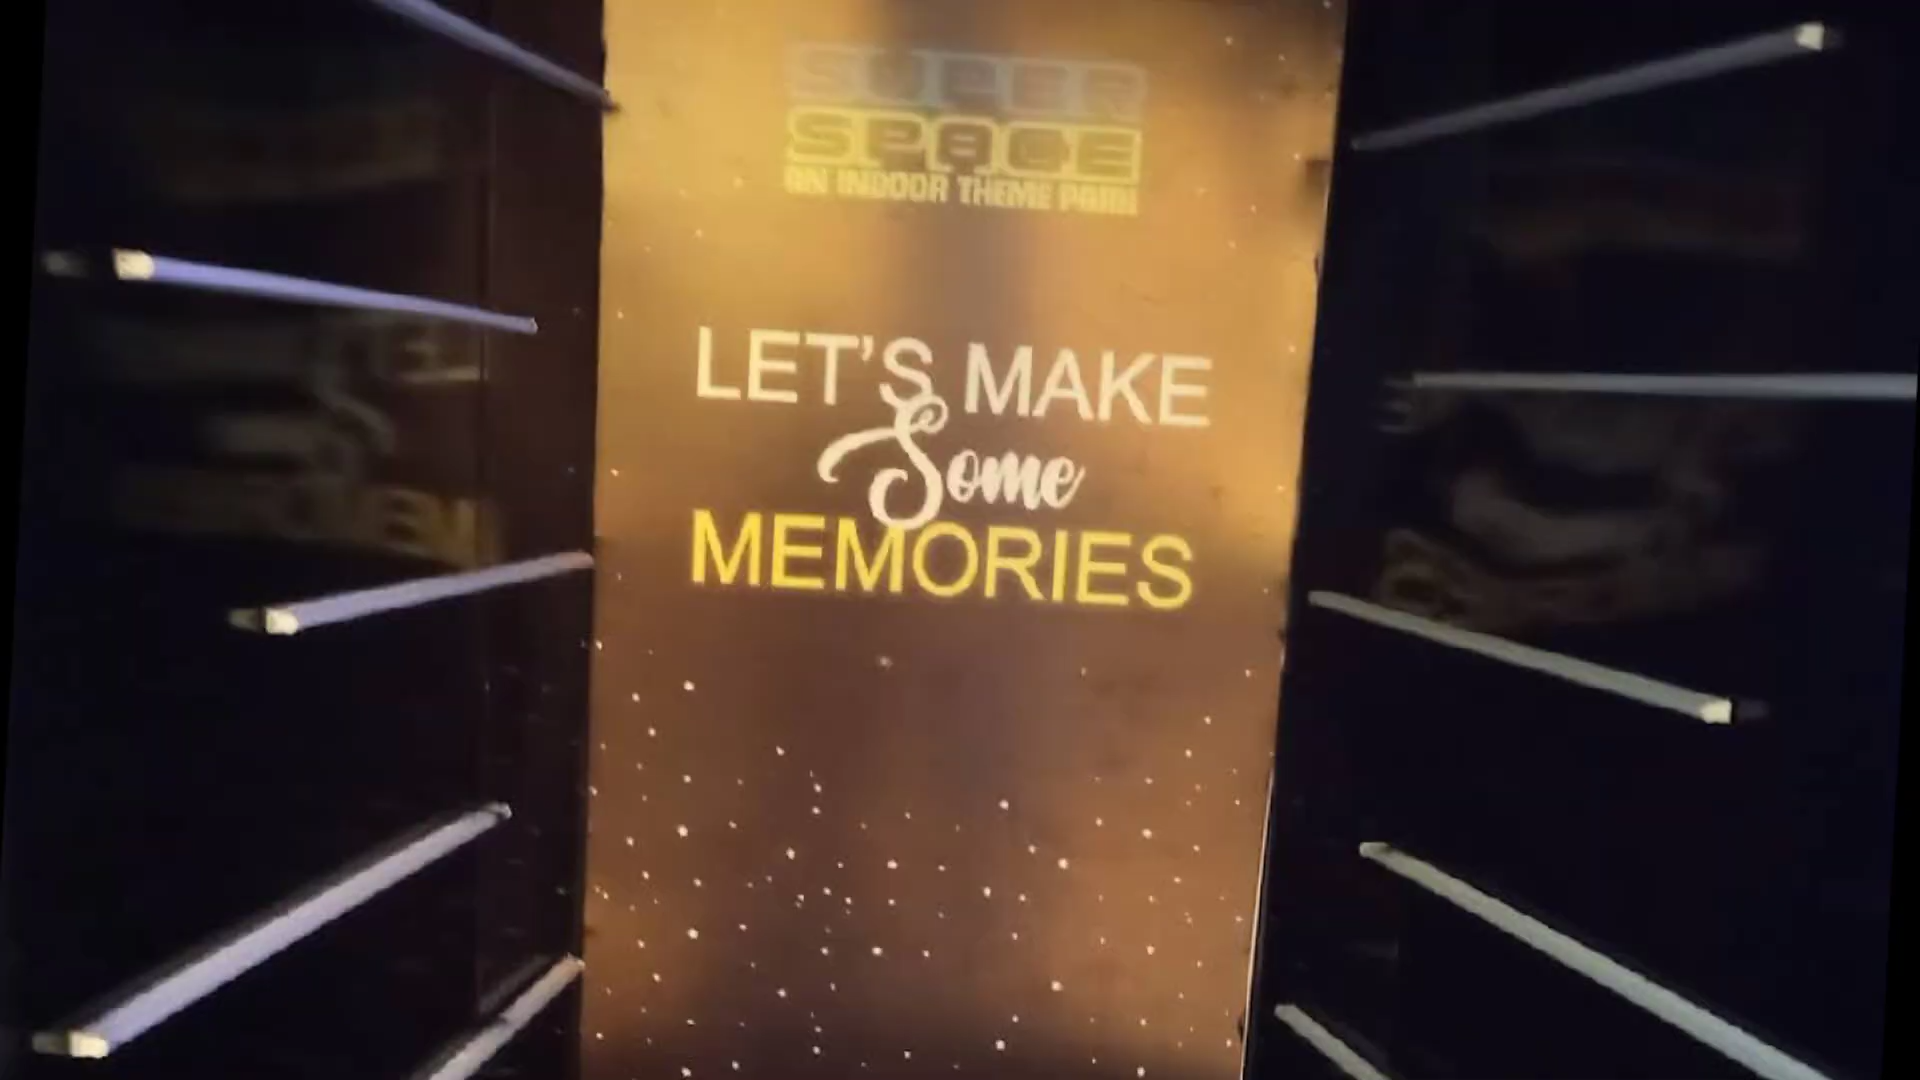 SUPER
SPACE
AN INDOOR THEME PARK
LET'S MAKE
Some
MEMORIES